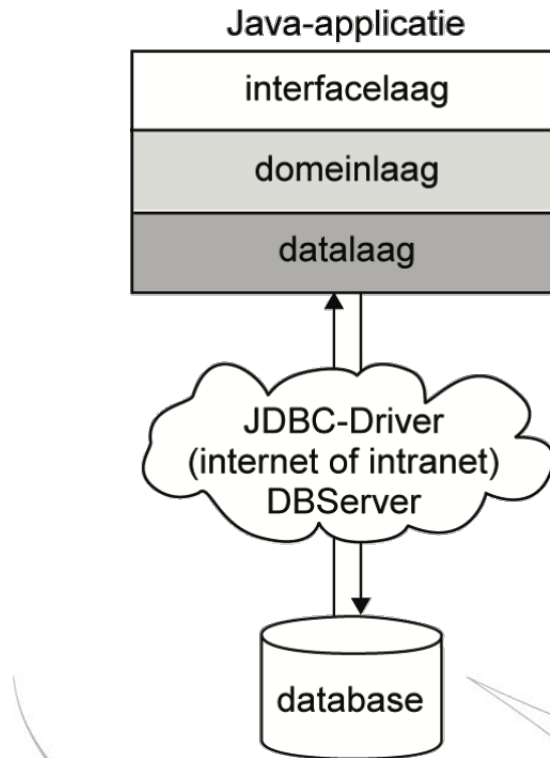 Java-applicatie
interfacelaag
domeinlaag
datalaag
JDBC-Driver
(internet of intranet)
DBServer
database